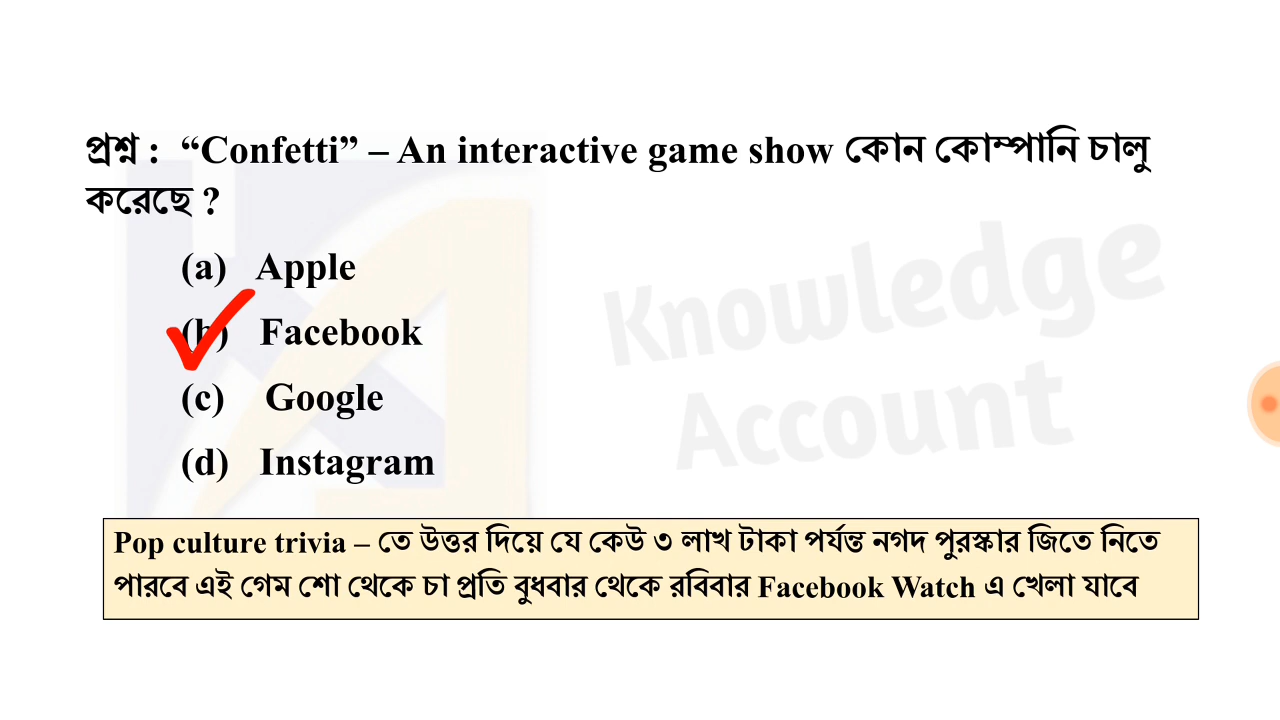 প্রশ্ন : “Confetti” – An interactive game show কোন কোম্পানি চালু
করেছে ?
(a) Apple
(b) Facebook
(c) Google
(d) Instagram
Knowledge
Account
Pop culture trivia – তে উত্তর দিয়ে যে কেউ ৩ লাখ টাকা পর্যন্ত নগদ পুরস্কার জিতে নিতে
পারবে এই গেম শো থেকে চা প্রতি বুধবার থেকে রবিবার Facebook Watch এ খেলা যাবে